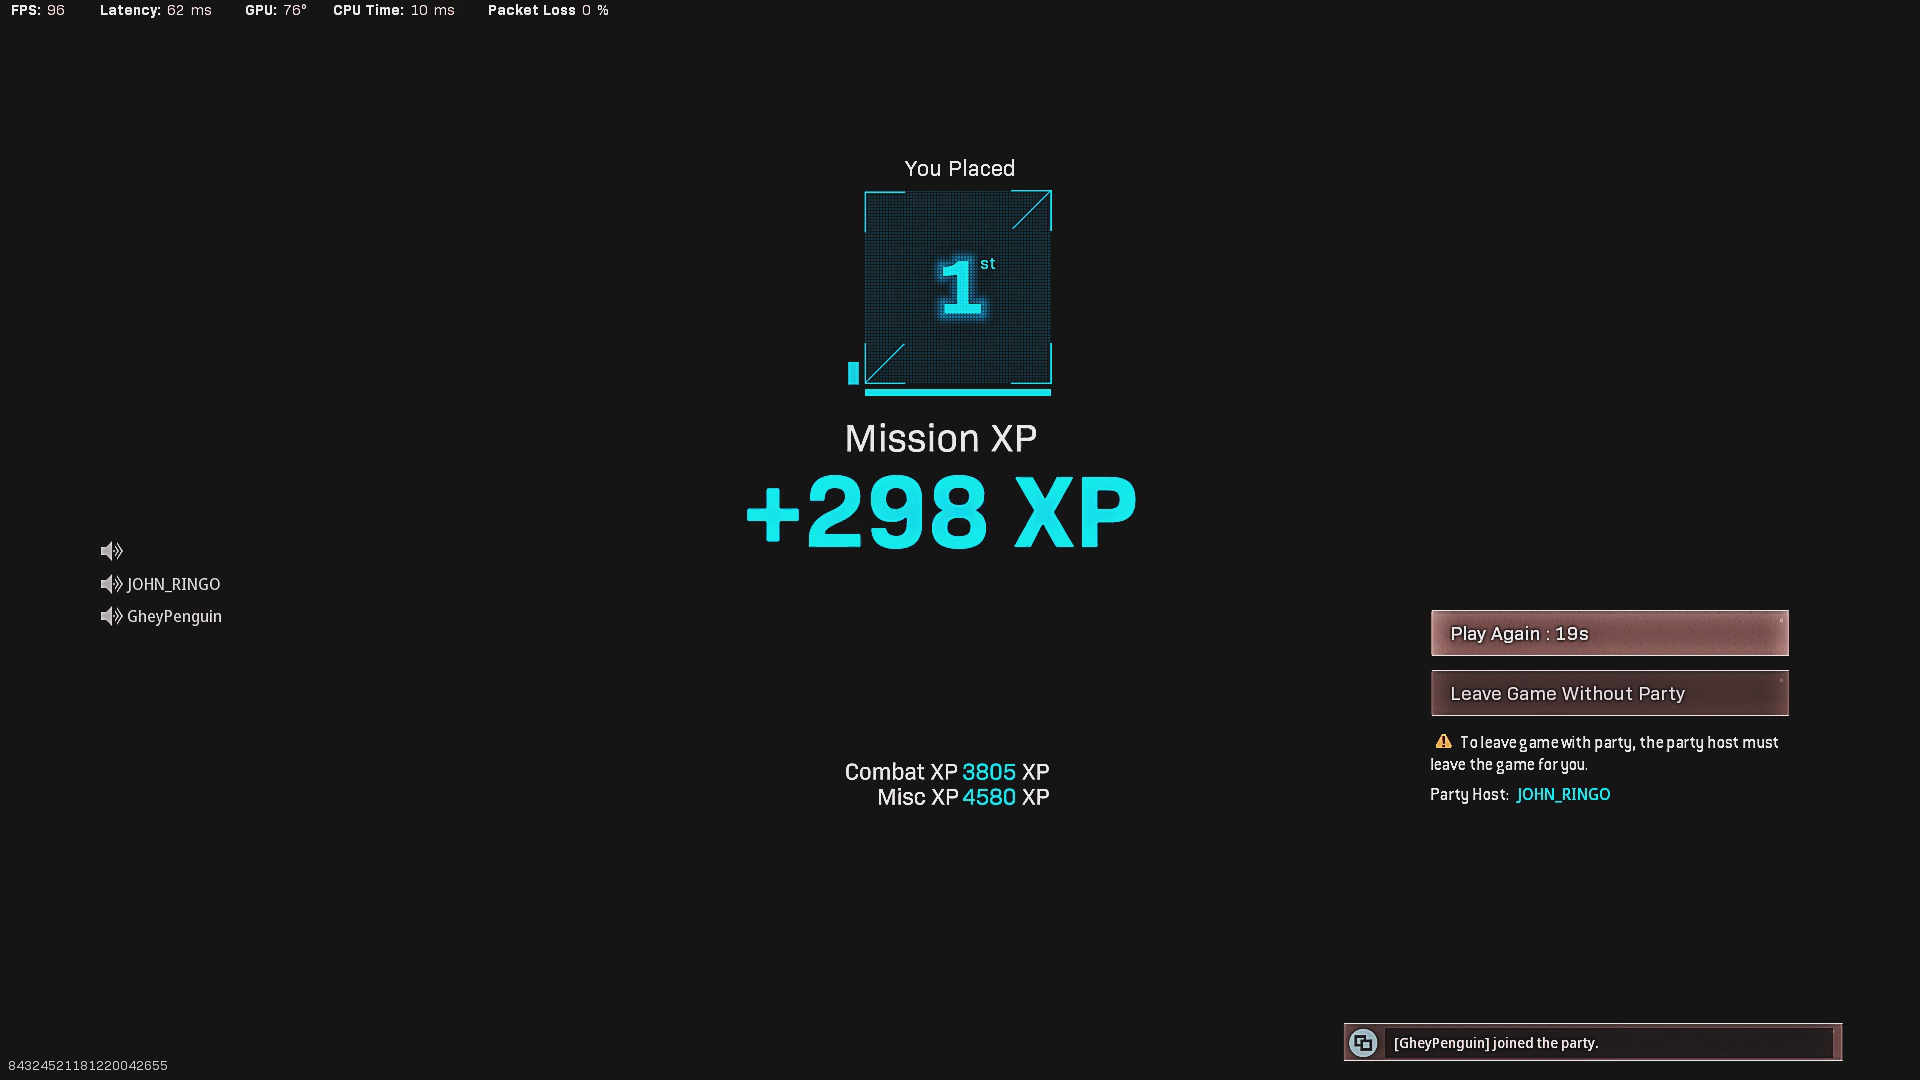 FPS: 96 Latency: 62 ms GPU: 76° CPU Time: 10 ms Packet Loss 0 %
You Placed
1st
Mission XP
+298 XP
JOHN_RINGO
GheyPenguin
Play Again : 19s
Leave Game Without Party
To leave game with party, the party host must
leave the game for you.
Party Host: JOHN_RINGO
Combat XP 3805 XP
Misc XP 4580 XP
[GheyPenguin] joined the party.
84324521181220042655